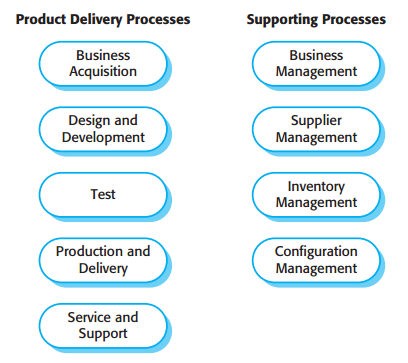 Product Delivery Processes
Business
Acquisition
Design and
Development
Test
Production and
Delivery
Service and
Support
Supporting Processes
Business
Management
Supplier
Management
Inventory
Management
Configuration
Management